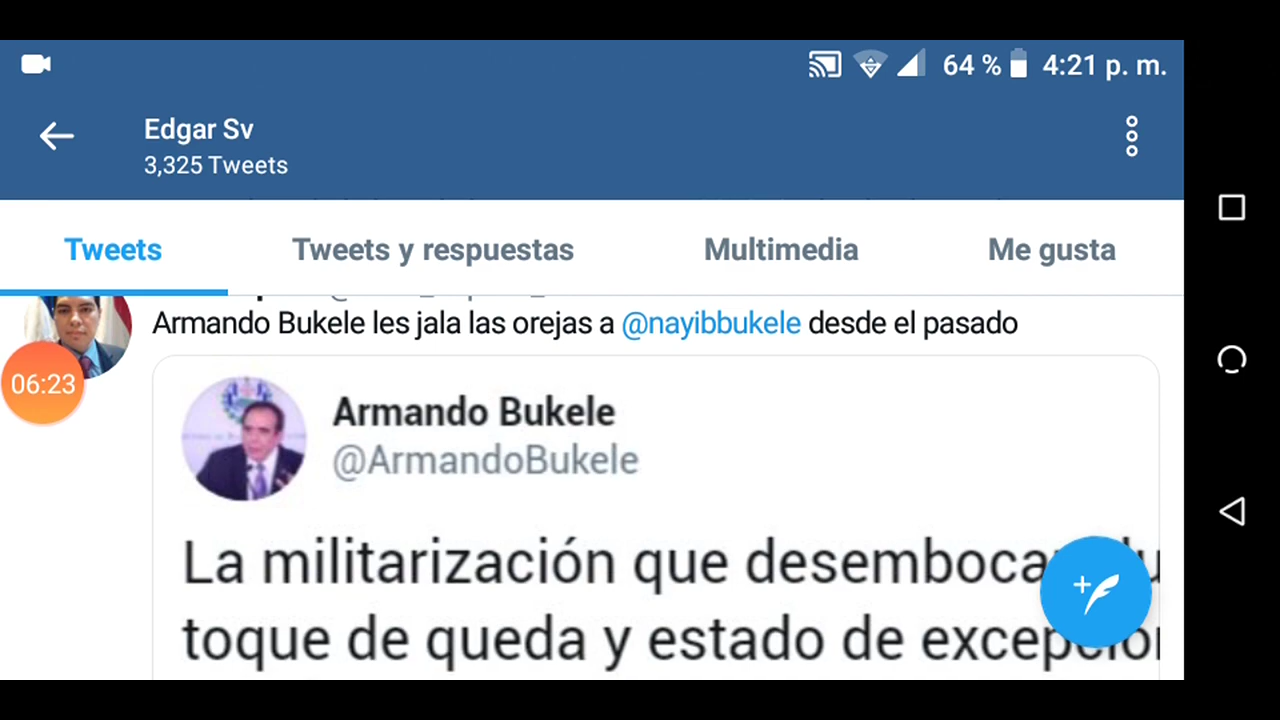 64 % 4:21 p. m.
Edgar Sv
3,325 Tweets
Tweets Tweets y respuestas Multimedia Me gusta
Armando Bukele les jala las orejas a @nayibbukele desde el pasado
06:23
Armando Bukele
@ArmandoBukele
La militarización que desemboca
toque de queda y estado de excepción